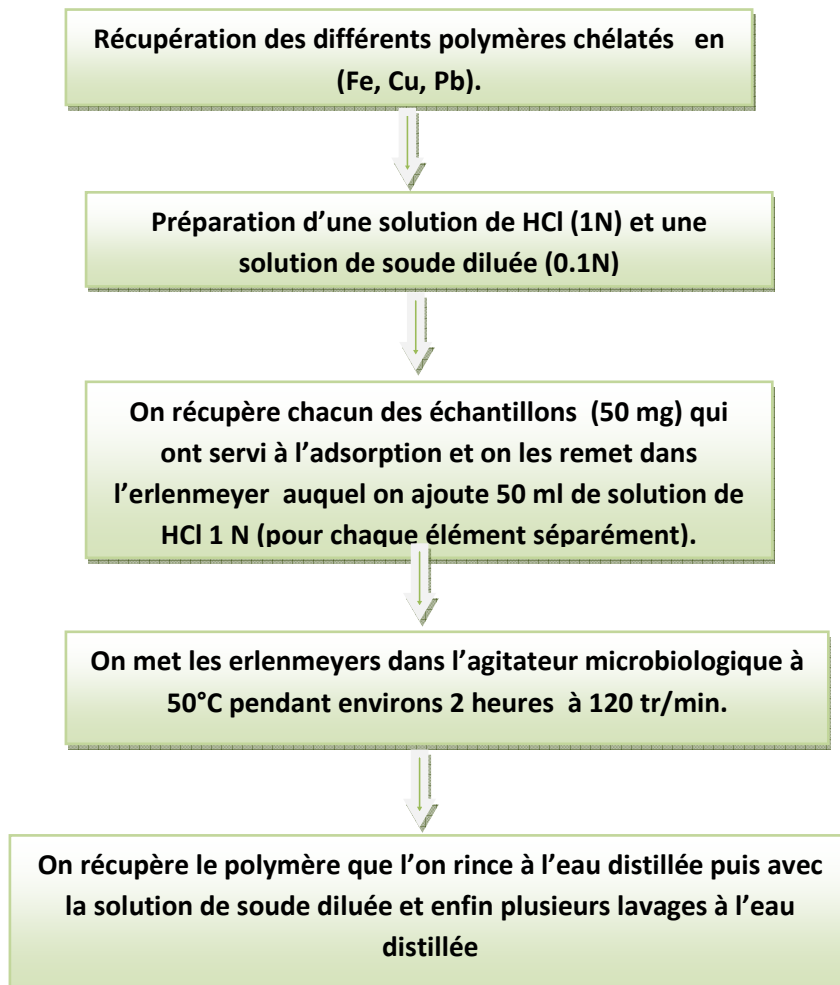 Récupération des différents polymères chélatés en
(Fe, Cu, Pb).
Préparation d’une solution de HCl (1N) et une
solution de soude diluée (0.1N)
On récupère chacun des échantillons (50 mg) qui
ont servi à l’adsorption et on les remet dans
l’erlenmeyer auquel on ajoute 50 ml de solution de
HCl 1 N (pour chaque élément séparément).
On met les erlenmeyers dans l’agitateur microbiologique à
50°C pendant environs 2 heures à 120 tr/min.
On récupère le polymère que l’on rince à l’eau distillée puis avec
la solution de soude diluée et enfin plusieurs lavages à l’eau
distillée